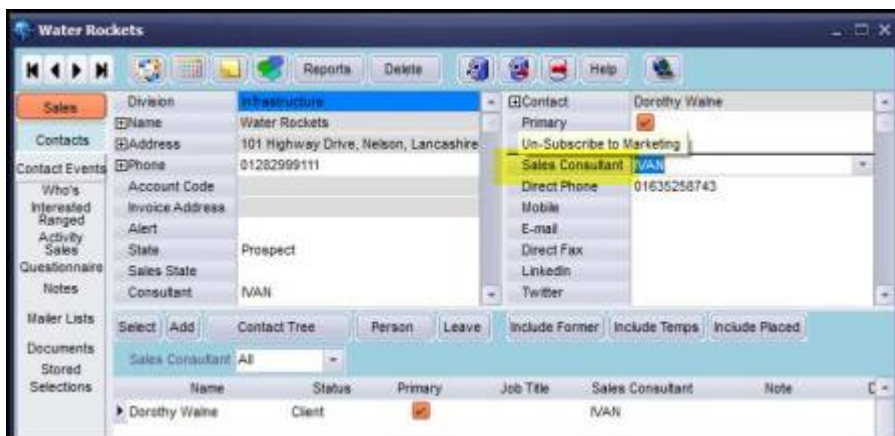 Water Rockets
Reports Delete Help
Sales
Contacts
Contact Events
Who's
Interested
Ranged
Activity
Sales
Questionnaire
Notes
Mailer Lists
Documents
Stored
Selections
Division Infrastructure
Name Water Rockets
Address 101 Highway Drive, Nelson, Lancashire
Phone 01282999111
Account Code
Invoice Address
Alert
State Prospect
Sales State
Consultant IVAN
Contact Dorothy Walne
Primary
Un-Subscribe to Marketing
Sales Consultant IVAN
Direct Phone 01635258743
Mobile
E-mail
Direct Fax
LinkedIn
Twitter
Select Add Contact Tree Person Leave Include Former Include Temps Include Placed
Sales Consultant All
Name Status Primary Job Title Sales Consultant Note
Dorothy Walne Client IVAN